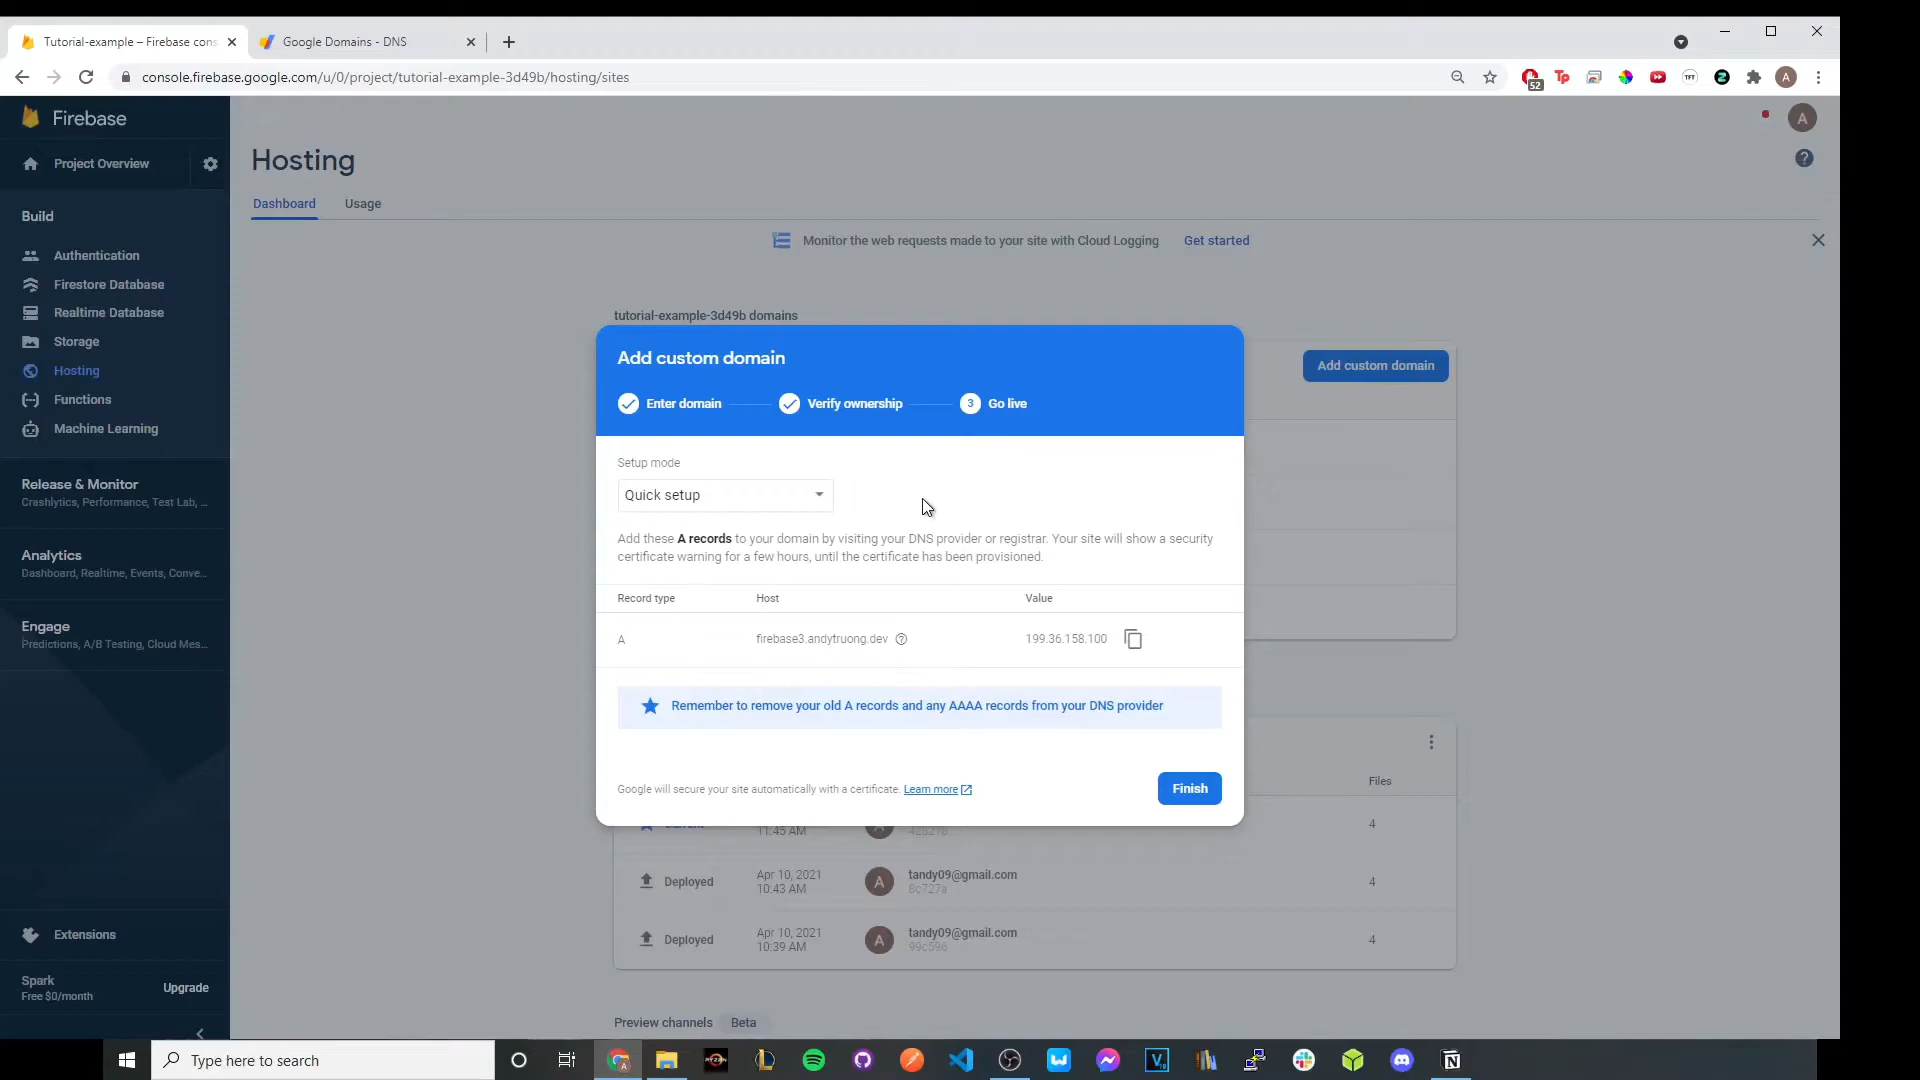 Tutorial-example – Firebase cons
Google Domains - DNS
console.firebase.google.com/u/0/project/tutorial-example-3d49b/hosting/sites
52
Tp
TFT
A
Firebase
Project Overview
Build
Authentication
Firestore Database
Realtime Database
Storage
Hosting
Functions
Machine Learning
Release & Monitor
Crashlytics, Performance, Test Lab, ...
Analytics
Dashboard, Realtime, Events, Conve...
Engage
Predictions, A/B Testing, Cloud Mes...
Extensions
Spark
Free $0/month
Upgrade
A
Hosting
Dashboard
Usage
Monitor the web requests made to your site with Cloud Logging
Get started
tutorial-example-3d49b domains
Add custom domain
Add custom domain
Enter domain
Verify ownership
3 Go live
Setup mode
Quick setup
Add these A records to your domain by visiting your DNS provider or registrar. Your site will show a security
certificate warning for a few hours, until the certificate has been provisioned.
Record type
Host
Value
A
firebase3.andytruong.dev
199.36.158.100
Remember to remove your old A records and any AAAA records from your DNS provider
Google will secure your site automatically with a certificate. Learn more
Finish
Files
11:45 AM
4
Deployed
Apr 10, 2021
10:43 AM
A
tandy09@gmail.com
8c727a
4
Deployed
Apr 10, 2021
10:39 AM
A
tandy09@gmail.com
99c596
4
Preview channels
Beta
Type here to search